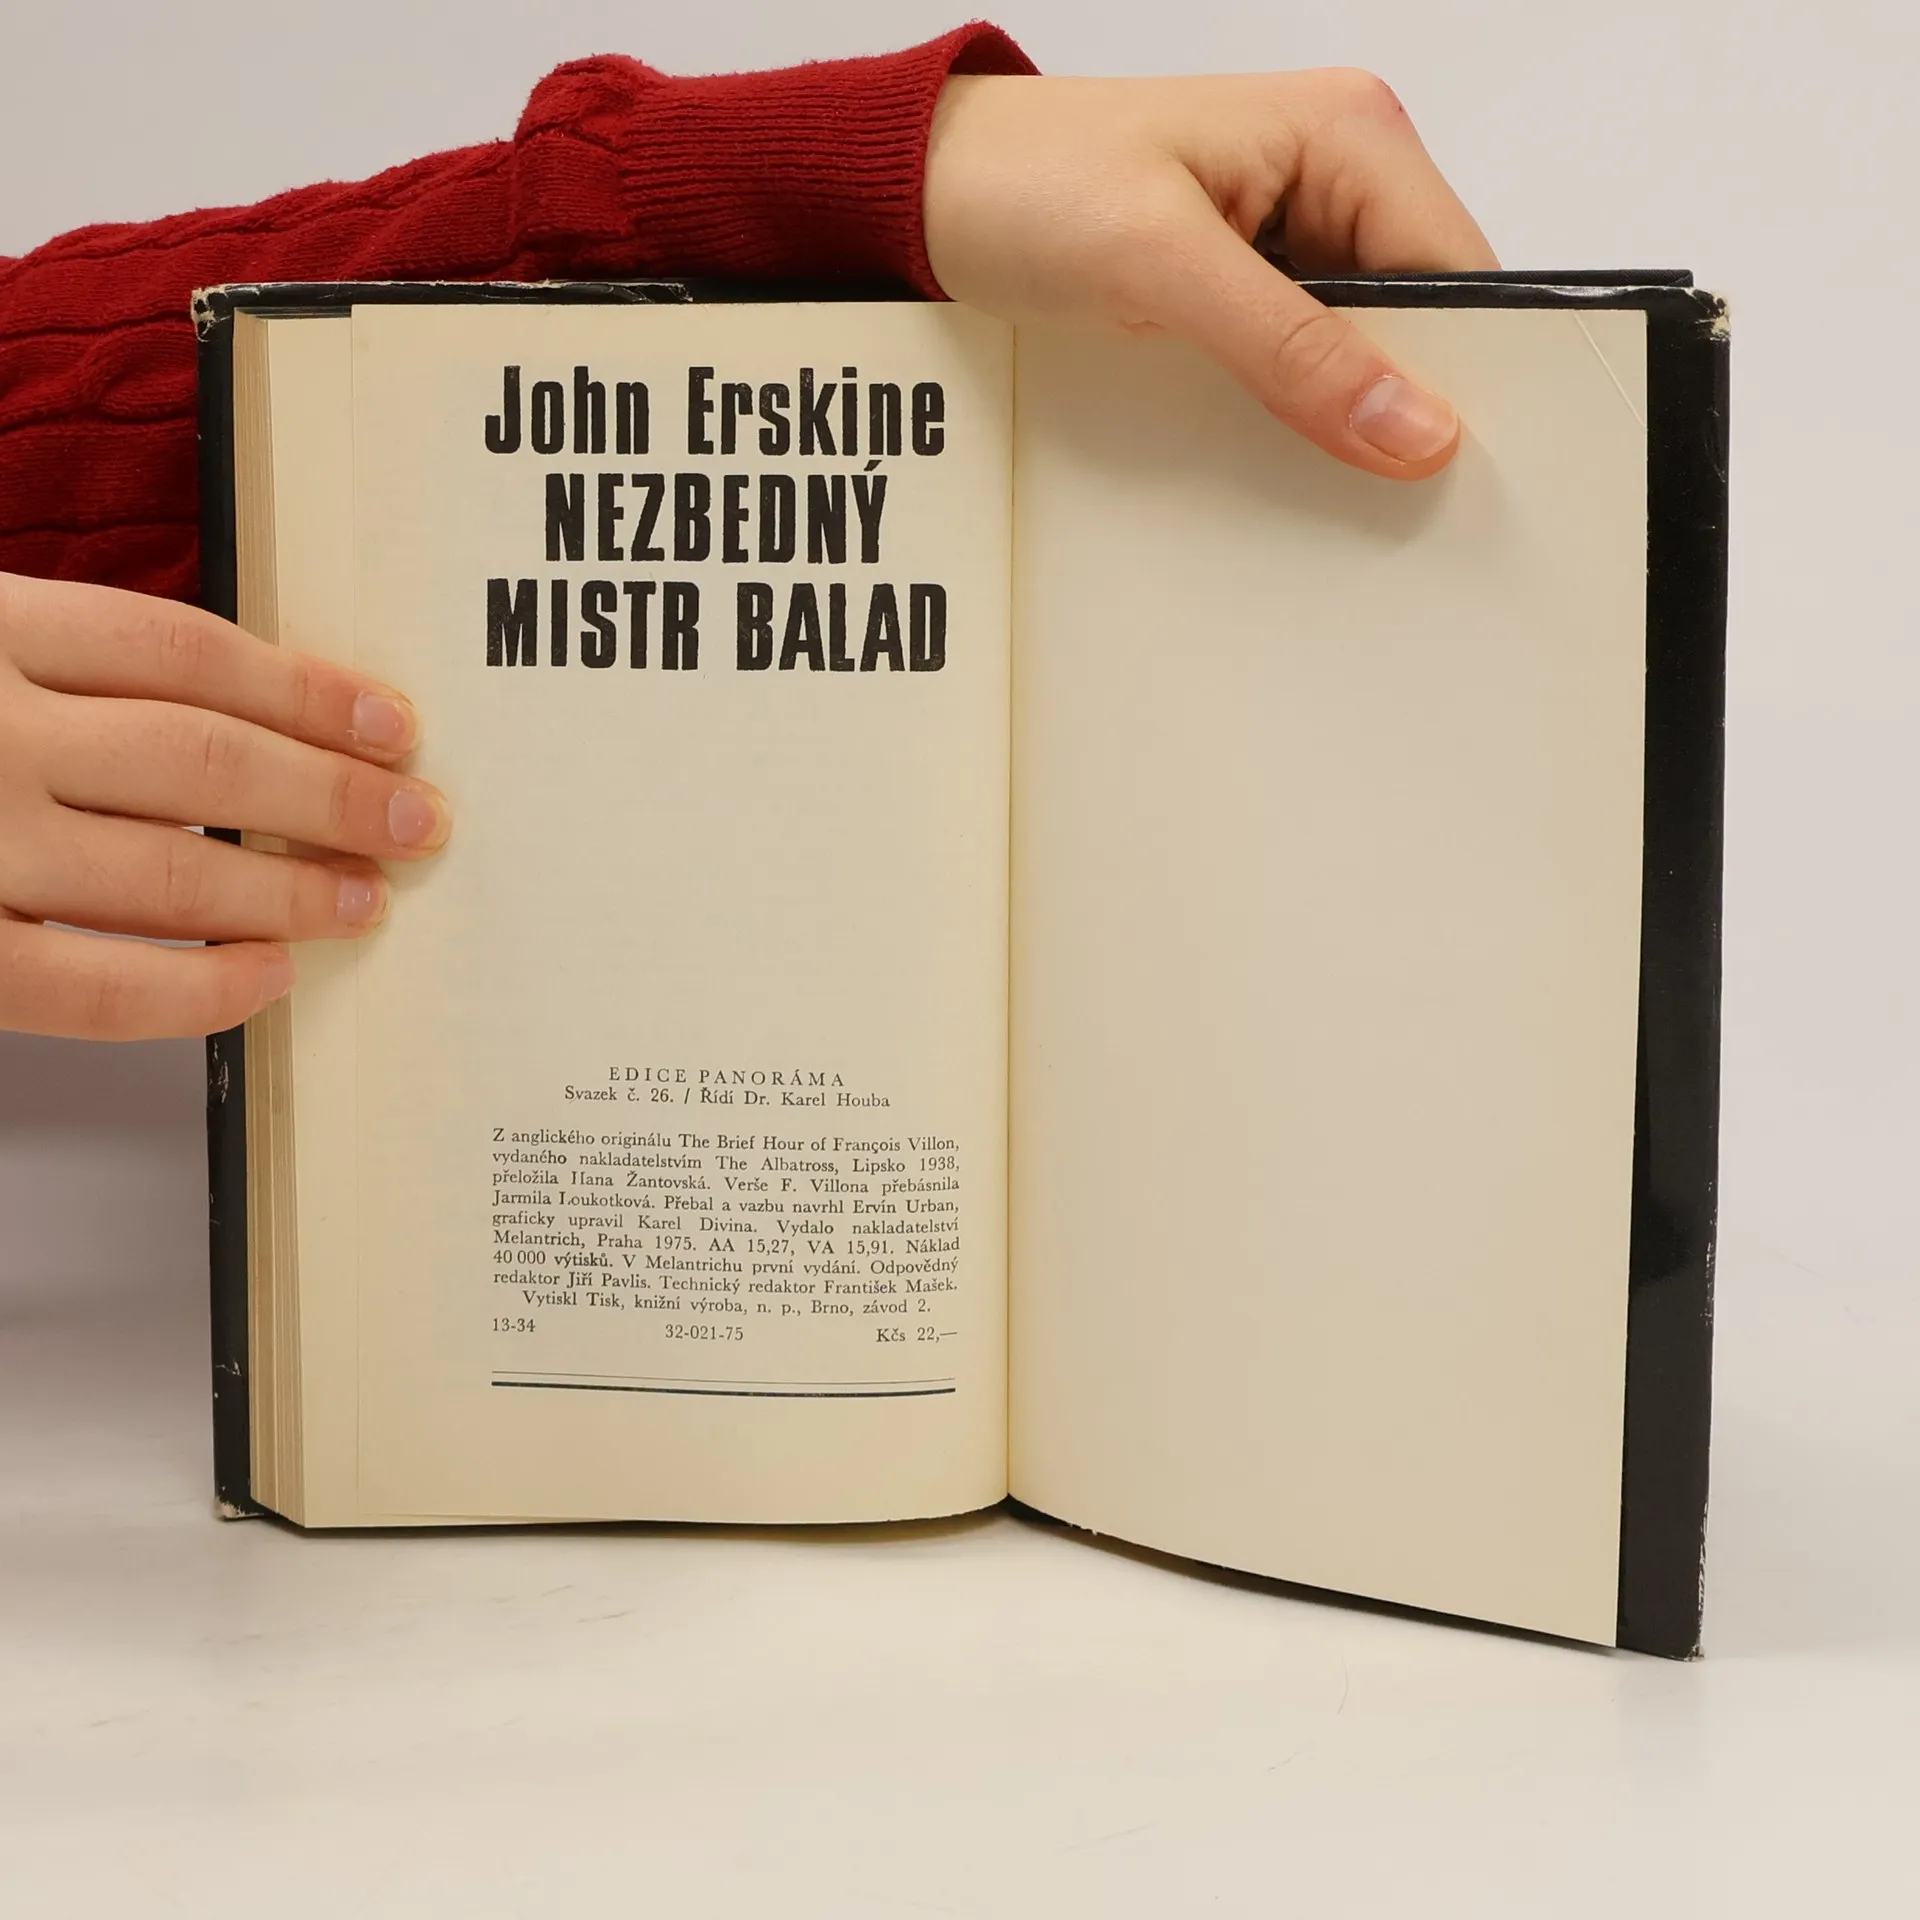 John Erskine
NEZBEDNÝ
MISTR BALAD
EDICE PANORÁMA
Svazek č. 26. / Řídí Dr. Karel Houba
Z anglického originálu The Brief Hour of François Villon,
vydaného nakladatelstvím The Albatross, Lipsko 1938,
přeložila Hana Žantovská. Verše F. Villona přebásnila
Jarmila Loukotková. Přebal a vazbu navrhl Ervín Urban,
graficky upravil Karel Divina. Vydalo nakladatelství
Melantrich, Praha 1975. AA 15,27, VA 15,91. Náklad
40 000 výtisků. V Melantrichu první vydání. Odpovědný
redaktor Jiří Pavlis. Technický redaktor František Mašek.
Vytiskl Tisk, knižní výroba, n. p., Brno, závod 2.
13-34 32-021-75 Kčs 22,—